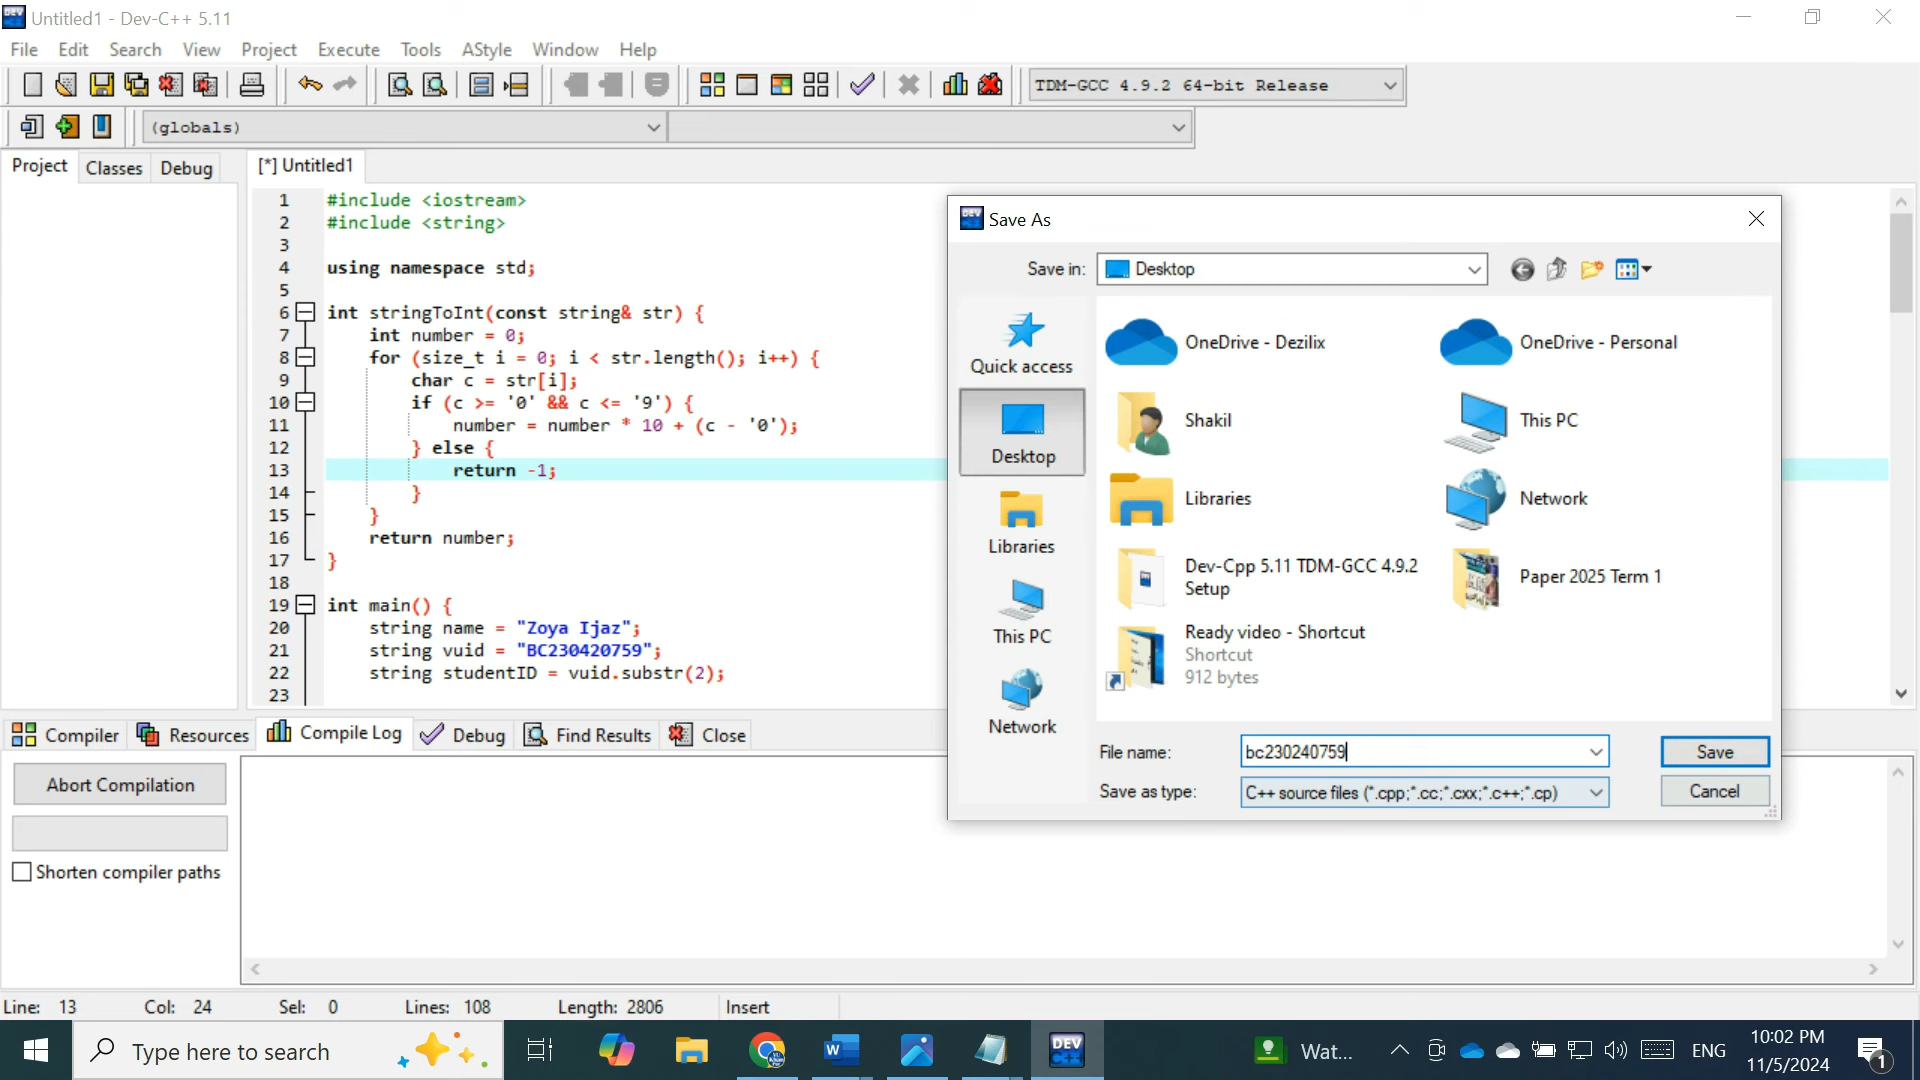 Untitled1 - Dev-C++ 5.11
File Edit Search View Project Execute Tools AStyle Window Help
TDM-GCC 4.9.2 64-bit Release
(globals)
Project Classes Debug
[*] Untitled1
1 #include <iostream>
2 #include <string>
3
4 using namespace std;
5
6 int stringToInt(const string& str) {
7 int number = 0;
8 for (size_t i = 0; i < str.length(); i++) {
9 char c = str[i];
10 if (c >= '0' && c <= '9') {
11 number = number * 10 + (c - '0');
12 } else {
13 return -1;
14 }
15 }
16 return number;
17 }
18
19 int main() {
20 string name = "Zoya Ijaz";
21 string vuid = "BC230420759";
22 string studentID = vuid.substr(2);
23
DEV Save As
Save in: Desktop
Quick access
Desktop
Libraries
This PC
Network
OneDrive - Dezilix
OneDrive - Personal
Shakil
This PC
Libraries
Network
Dev-Cpp 5.11 TDM-GCC 4.9.2
Setup
Paper 2025 Term 1
Ready video - Shortcut
Shortcut
912 bytes
File name: bc230240759
Save
Save as type: C++ source files (*.cpp;*.cc;*.cxx;*.c++;*.cp)
Cancel
Compiler Resources Compile Log Debug Find Results Close
Abort Compilation
Shorten compiler paths
Line: 13 Col: 24 Sel: 0 Lines: 108 Length: 2806 Insert
Type here to search
W
DEV
C++
Wat...
ENG
10:02 PM
11/5/2024
1